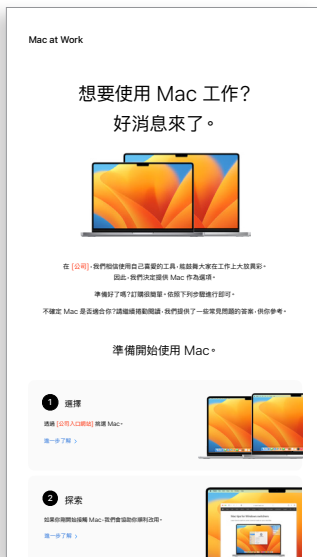 Mac at Work
想要使用 Mac 工作?
好消息來了。
在 [公司]，我們相信使用自己喜愛的工具，能鼓舞大家在工作上大放異彩。
因此，我們決定提供 Mac 作為選項。
準備好了嗎？訂購很簡單，依照下列步驟進行即可。
不確定 Mac 是否適合你？請繼續捲動閱讀，我們提供了一些常見問題的答案，供你參考。
準備開始使用 Mac。
1 選擇
透過 [公司入口網站] 挑選 Mac。
進一步了解 >
2 探索
如果你剛開始接觸 Mac，我們會協助你順利改用。
進一步了解 >